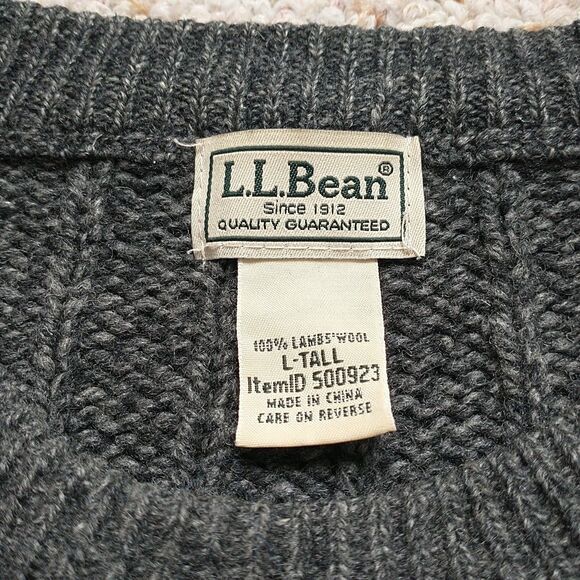 L.L.Bean®
Since 1912
QUALITY GUARANTEED
100% LAMBS' WOOL
L-TALL
ItemID 500923
MADE IN CHINA
CARE ON REVERSE